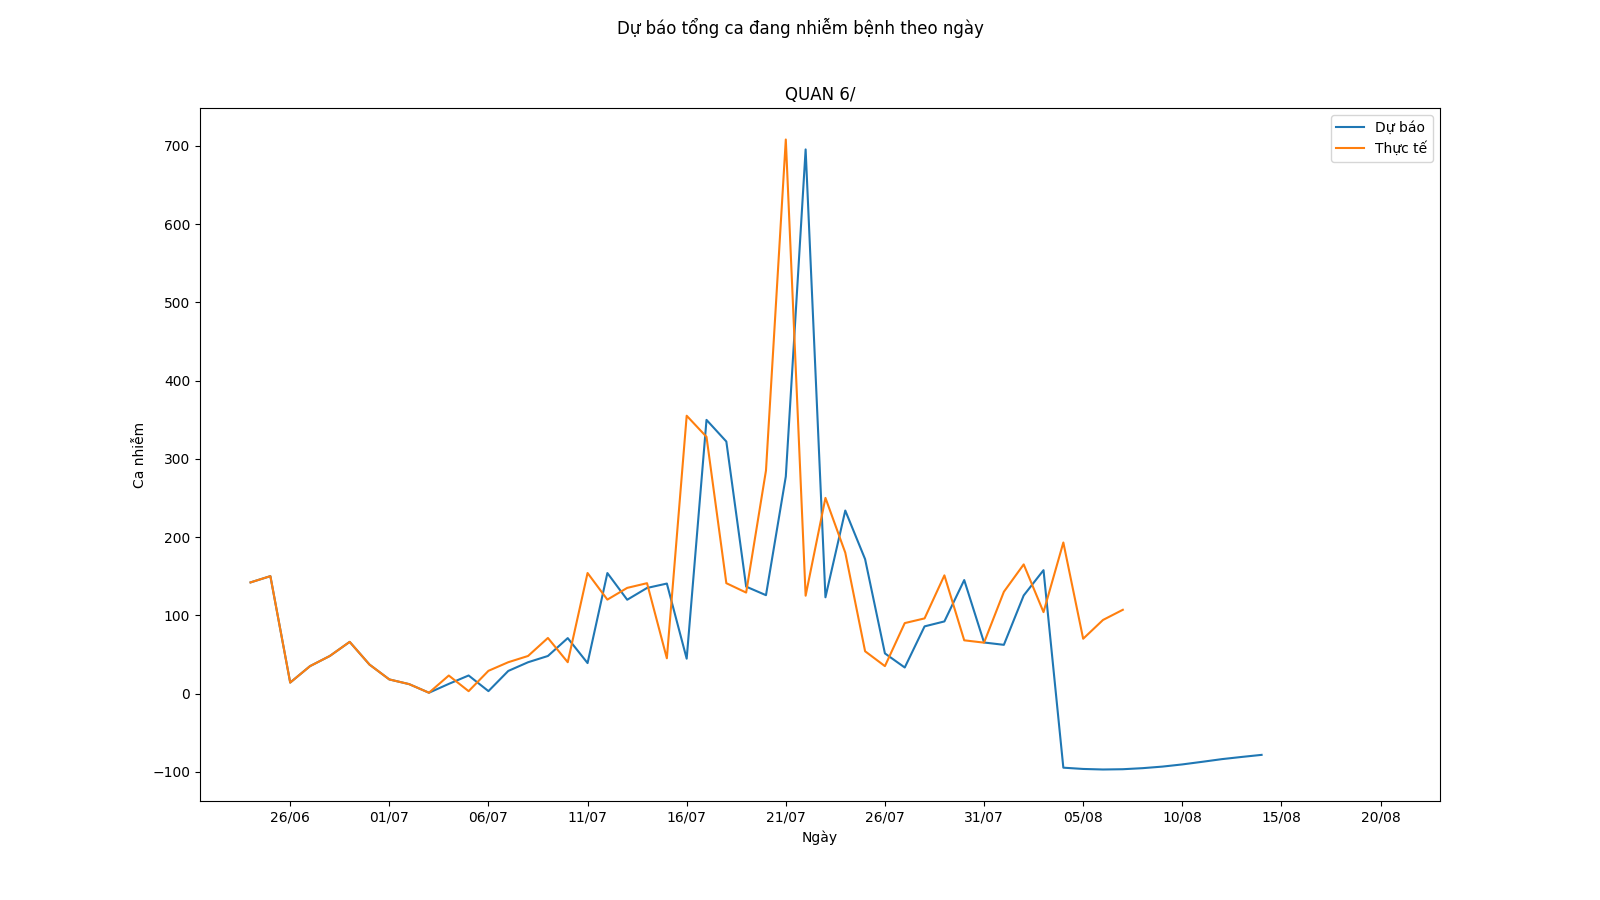 Dự báo tổng ca đang nhiễm bệnh theo ngày
QUAN 6/
Dự báo
Thực tế
700
600
500
400
300
200
100
0
−100
Ca nhiễm
26/06 01/07 06/07 11/07 16/07 21/07 26/07 31/07 05/08 10/08 15/08 20/08
Ngày